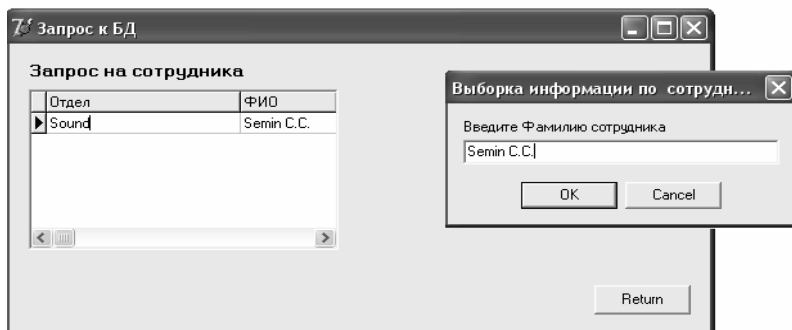 Запрос к БД
Запрос на сотрудника
Отдел ФИО
Sound Semin C.C.
Return
Выборка информации по сотрудн...
Введите Фамилию сотрудника
Semin C.C.
OK Cancel